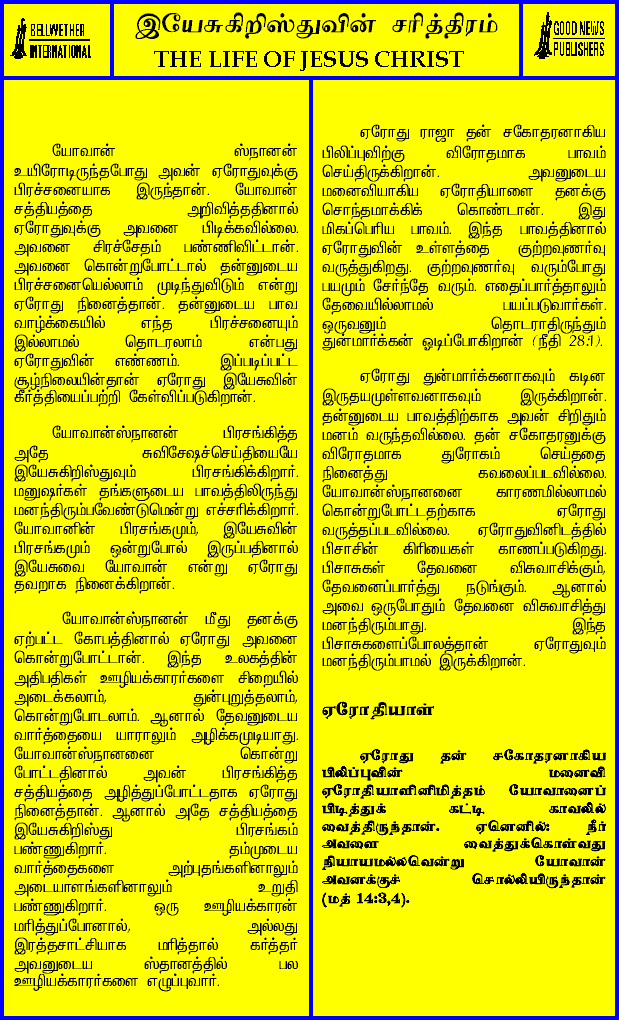 BELLWETHER
INTERNATIONAL
இயேசுகிறிஸ்துவின் சரித்திரம்
THE LIFE OF JESUS CHRIST
GOOD NEWS
PUBLISHERS
யோவான் ஸ்நானன்
உயிரோடிருந்தபோது அவன் ஏரோதுவுக்கு
பிரச்சனையாக இருந்தான். யோவான்
சத்தியத்தை அறிவித்ததினால்
ஏரோதுவுக்கு அவனை பிடிக்கவில்லை.
அவனை சிரச்சேதம் பண்ணிவிட்டான்.
அவனை கொன்றுபோட்டால் தன்னுடைய
பிரச்சனையெல்லாம் முடிந்துவிடும் என்று
ஏரோது நினைத்தான். தன்னுடைய பாவ
வாழ்க்கையில் எந்த பிரச்சனையும்
இல்லாமல் தொடரலாம் என்பது
ஏரோதுவின் எண்ணம். இப்படிப்பட்ட
சூழ்நிலையின்தான் ஏரோது இயேசுவின்
கீர்த்தியைப்பற்றி கேள்விப்படுகிறான்.
யோவான்ஸ்நானன் பிரசங்கித்த
அதே சுவிசேஷச்செய்தியையே
இயேசுகிறிஸ்துவும் பிரசங்கிக்கிறார்.
மனுஷர்கள் தங்களுடைய பாவத்திலிருந்து
மனந்திரும்பவேண்டுமென்று எச்சரிக்கிறார்.
யோவானின் பிரசங்கமும், இயேசுவின்
பிரசங்கமும் ஒன்றுபோல் இருப்பதினால்
இயேசுவை யோவான் என்று ஏரோது
தவறாக நினைக்கிறான்.
யோவான்ஸ்நானன் மீது தனக்கு
ஏற்பட்ட கோபத்தினால் ஏரோது அவனை
கொன்றுபோட்டான். இந்த உலகத்தின்
அதிபதிகள் ஊழியக்காரர்களை சிறையில்
அடைக்கலாம், துன்புறுத்தலாம்,
கொன்றுபோடலாம். ஆனால் தேவனுடைய
வார்த்தையை யாராலும் அழிக்கமுடியாது.
யோவான்ஸ்நானனை கொன்று
போட்டதினால் அவன் பிரசங்கித்த
சத்தியத்தை அழித்துப்போட்டதாக ஏரோது
நினைத்தான். ஆனால் அதே சத்தியத்தை
இயேசுகிறிஸ்து பிரசங்கம்
பண்ணுகிறார். தம்முடைய
வார்த்தைகளை அற்புதங்களினாலும்
அடையாளங்களினாலும் உறுதி
பண்ணுகிறார். ஒரு ஊழியக்காரன்
மரித்துப்போனால், அல்லது
இரத்தசாட்சியாக மரித்தால் கர்த்தர்
அவனுடைய ஸ்தானத்தில் பல
ஊழியக்காரர்களை எழுப்புவார்.
ஏரோது ராஜா தன் சகோதரனாகிய
பிலிப்புவிற்கு விரோதமாக பாவம்
செய்திருக்கிறான். அவனுடைய
மனைவியாகிய ஏரோதியாளை தனக்கு
சொந்தமாக்கிக் கொண்டான். இது
மிகப்பெரிய பாவம். இந்த பாவத்தினால்
ஏரோதுவின் உள்ளத்தை குற்றவுணர்வு
வருத்துகிறது. குற்றவுணர்வு வரும்போது
பயமும் சேர்ந்தே வரும். எதைப்பார்த்தாலும்
தேவையில்லாமல் பயப்படுவார்கள்.
ஒருவனும் தொடராதிருந்தும்
துன்மார்க்கன் ஓடிப்போகிறான் (நீதி 28:1).
ஏரோது துன்மார்க்கனாகவும் கடின
இருதயமுள்ளவனாகவும் இருக்கிறான்.
தன்னுடைய பாவத்திற்காக அவன் சிறிதும்
மனம் வருந்தவில்லை. தன் சகோதரனுக்கு
விரோதமாக துரோகம் செய்ததை
நினைத்து கவலைப்படவில்லை.
யோவான்ஸ்நானனை காரணமில்லாமல்
கொன்றுபோட்டதற்காக ஏரோது
வருத்தப்படவில்லை. ஏரோதுவினிடத்தில்
பிசாசின் கிரியைகள் காணப்படுகிறது.
பிசாசுகள் தேவனை விசுவாசிக்கும்,
தேவனைப்பார்த்து நடுங்கும். ஆனால்
அவை ஒருபோதும் தேவனை விசுவாசித்து
மனந்திரும்பாது. இந்த
பிசாசுகளைப்போலத்தான் ஏரோதுவும்
மனந்திரும்பாமல் இருக்கிறான்.
ஏரோதியாள்
ஏரோது தன் சகோதரனாகிய
பிலிப்புவின் மனைவி
ஏரோதியாளினிமித்தம் யோவானைப்
பிடித்துக் கட்டி காவலில்
வைத்திருந்தான். ஏனெனில்: நீர்
அவளை வைத்துக்கொள்வது
நியாயமல்லவென்று யோவான்
அவனுக்குச் சொல்லியிருந்தான்
(மத் 14:3,4).